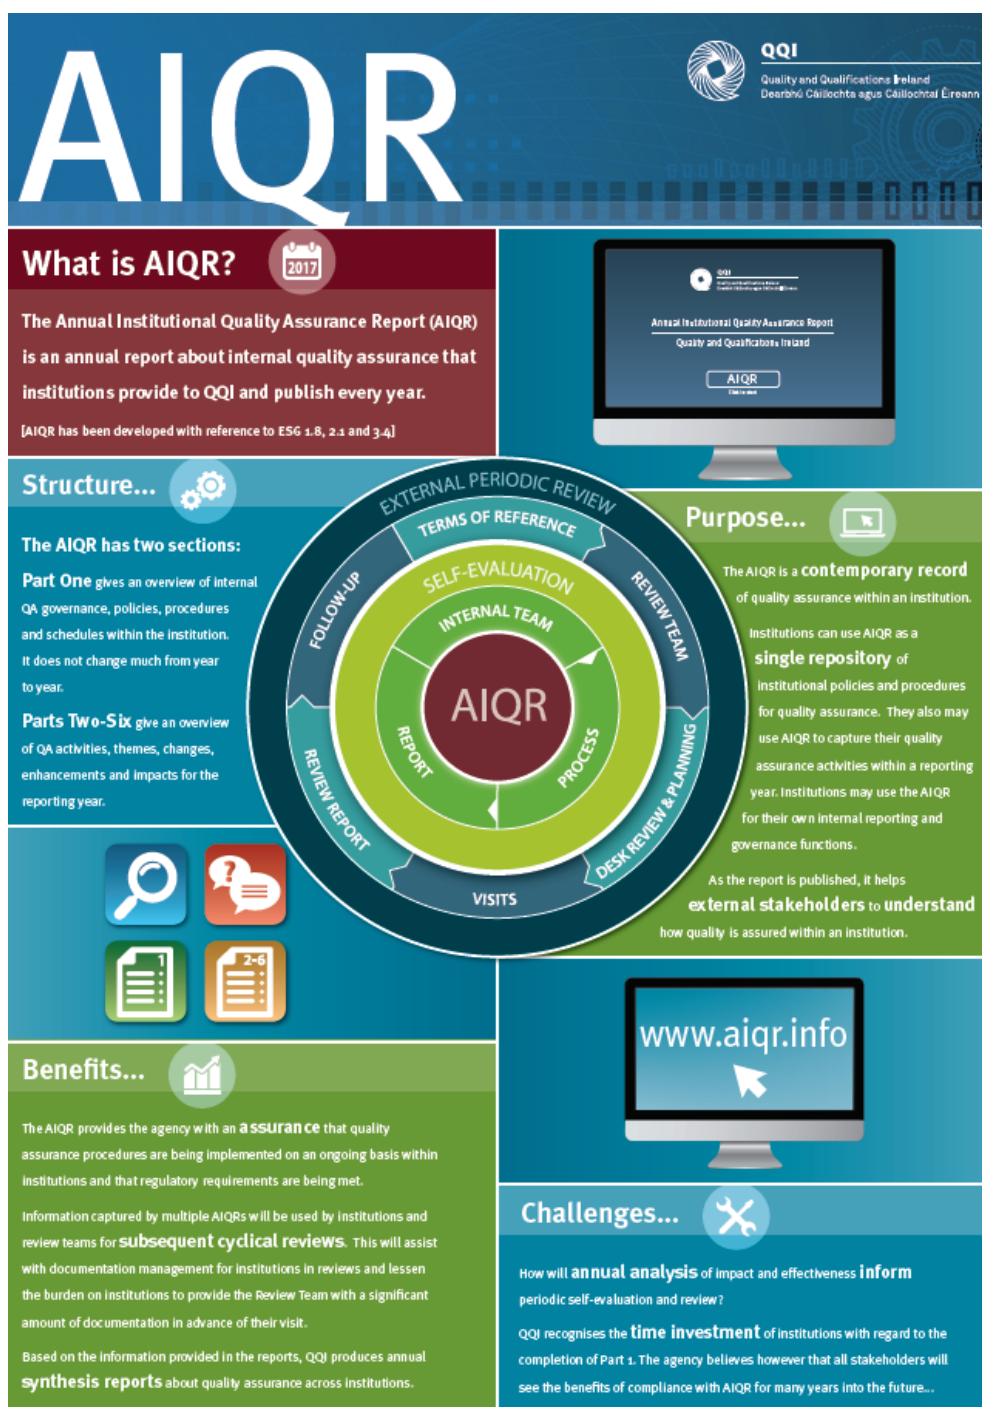 AIQR
QQI
Quality and Qualifications Ireland
Dearbhú Cáilíochta agus Cáilíochtaí Éireann
What is AIQR?
2017
The Annual Institutional Quality Assurance Report (AIQR)
is an annual report about internal quality assurance that
institutions provide to QQI and publish every year.
[AIQR has been developed with reference to ESG 1.8, 2.1 and 3.4]
QQI
Annual Institutional Quality Assurance Report
Quality and Qualifications Ireland
AIQR
Structure...
The AIQR has two sections:
Part One gives an overview of internal
QA governance, policies, procedures
and schedules within the institution.
It does not change much from year
to year.
Parts Two-Six give an overview
of QA activities, themes, changes,
enhancements and impacts for the
reporting year.
EXTERNAL PERIODIC REVIEW
TERMS OF REFERENCE
REVIEW TEAM
DESK REVIEW & PLANNING
VISITS
REVIEW REPORT
FOLLOW-UP
SELF-EVALUATION
INTERNAL TEAM
PROCESS
REPORT
AIQR
Purpose...
The AIQR is a contemporary record
of quality assurance within an institution.
Institutions can use AIQR as a
single repository of
institutional policies and procedures
for quality assurance. They also may
use AIQR to capture their quality
assurance activities within a reporting
year. Institutions may use the AIQR
for their own internal reporting and
governance functions.
As the report is published, it helps
external stakeholders to understand
how quality is assured within an institution.
?
1
2-6
www.aiqr.info
Benefits...
The AIQR provides the agency with an assurance that quality
assurance procedures are being implemented on an ongoing basis within
institutions and that regulatory requirements are being met.
Information captured by multiple AIQRs will be used by institutions and
review teams for subsequent cyclical reviews. This will assist
with documentation management for institutions in reviews and lessen
the burden on institutions to provide the Review Team with a significant
amount of documentation in advance of their visit.
Based on the information provided in the reports, QQI produces annual
synthesis reports about quality assurance across institutions.
Challenges...
How will annual analysis of impact and effectiveness inform
periodic self-evaluation and review?
QQI recognises the time investment of institutions with regard to the
completion of Part 1. The agency believes however that all stakeholders will
see the benefits of compliance with AIQR for many years into the future...